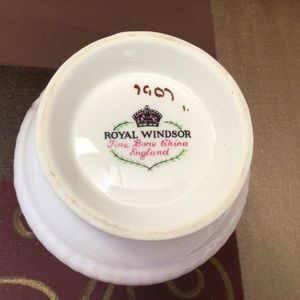 ROYAL WINDSOR
Fine Bone China
England